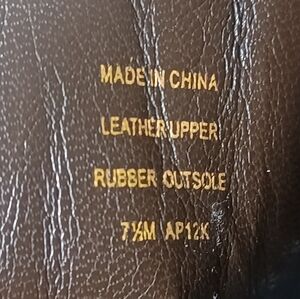 MADE IN CHINA
LEATHER UPPER
RUBBER OUTSOLE
7½M AP12K